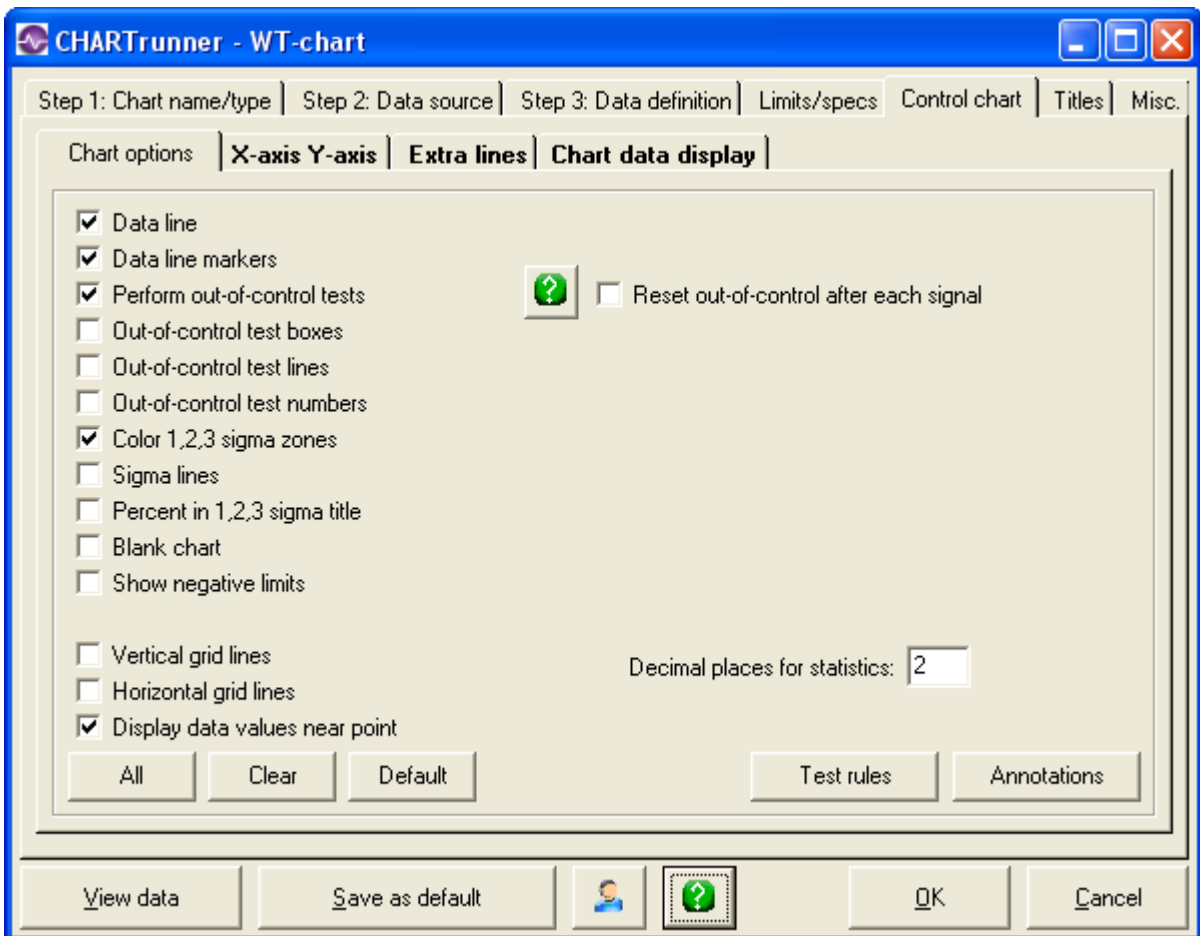 CHARTrunner - WT-chart
Step 1: Chart name/type Step 2: Data source Step 3: Data definition Limits/specs Control chart Titles Misc.
Chart options X-axis Y-axis Extra lines Chart data display
Data line
Data line markers
Perform out-of-control tests ? Reset out-of-control after each signal
Out-of-control test boxes
Out-of-control test lines
Out-of-control test numbers
Color 1,2,3 sigma zones
Sigma lines
Percent in 1,2,3 sigma title
Blank chart
Show negative limits
Vertical grid lines
Decimal places for statistics: 2
Horizontal grid lines
Display data values near point
All Clear Default Test rules Annotations
View data Save as default ? OK Cancel